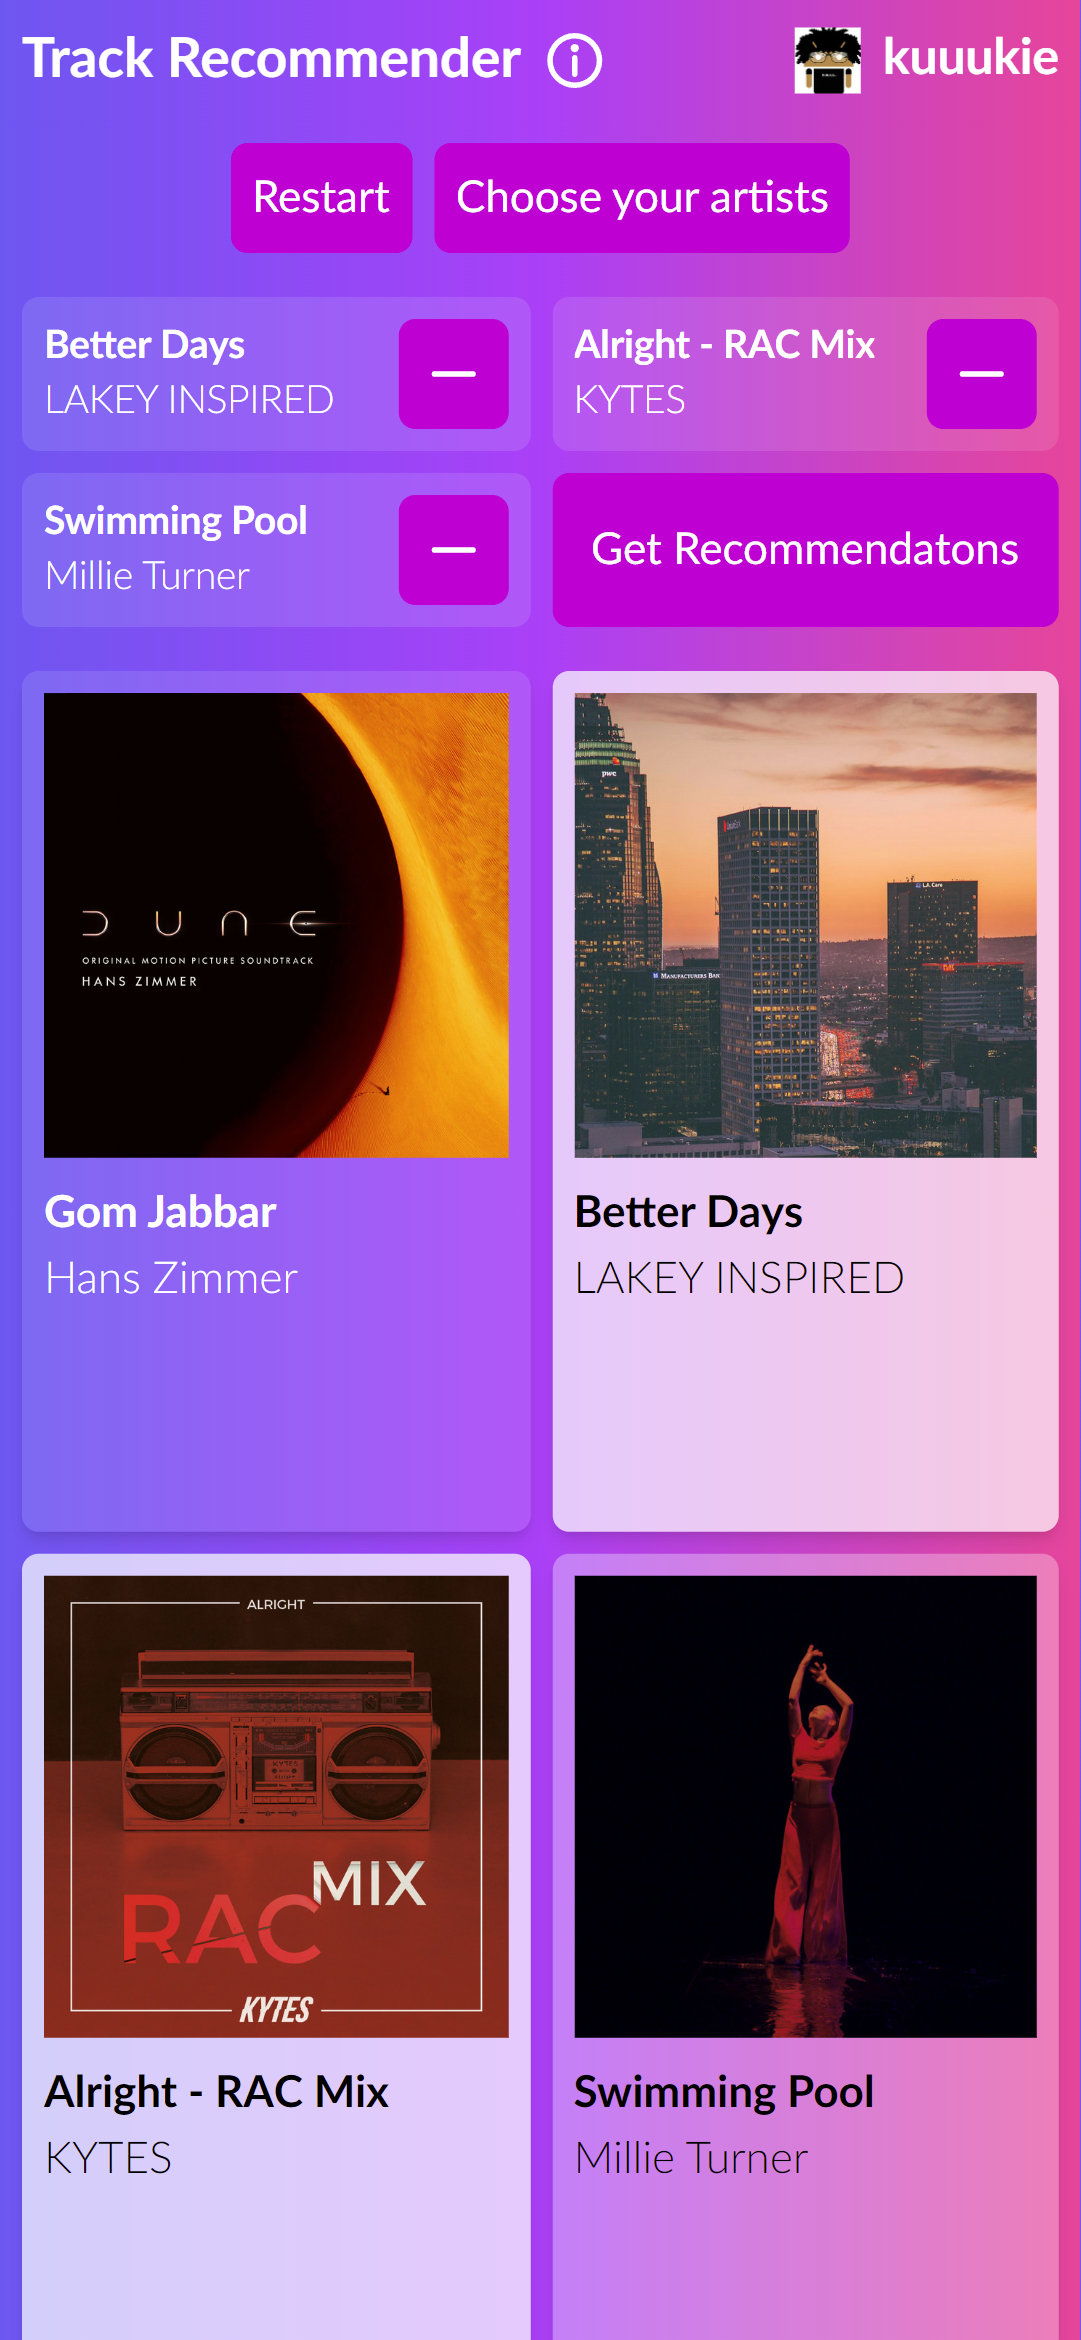 Track Recommender
kuuukie
Restart
Choose your artists
Better Days
LAKEY INSPIRED
Alright - RAC Mix
KYTES
Swimming Pool
Millie Turner
Get Recommendatons
DUNE
ORIGINAL MOTION PICTURE SOUNDTRACK
HANS ZIMMER
pwc
L.A. Care
MANUFACTURERS BANK
Gom Jabbar
Hans Zimmer
Better Days
LAKEY INSPIRED
ALRIGHT
KYTES
MIX
RAC
KYTES
Alright - RAC Mix
KYTES
Swimming Pool
Millie Turner